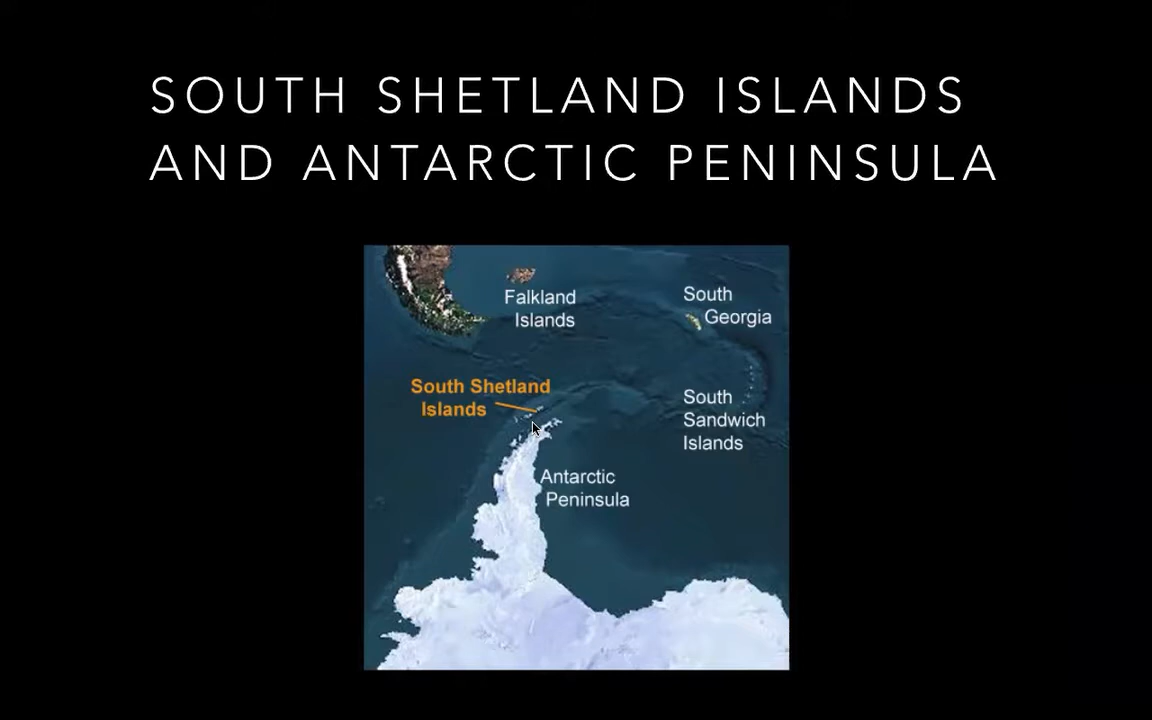 SOUTH SHETLAND ISLANDS
AND ANTARCTIC PENINSULA
Falkland
Islands
South
Georgia
South Shetland
Islands
South
Sandwich
Islands
Antarctic
Peninsula